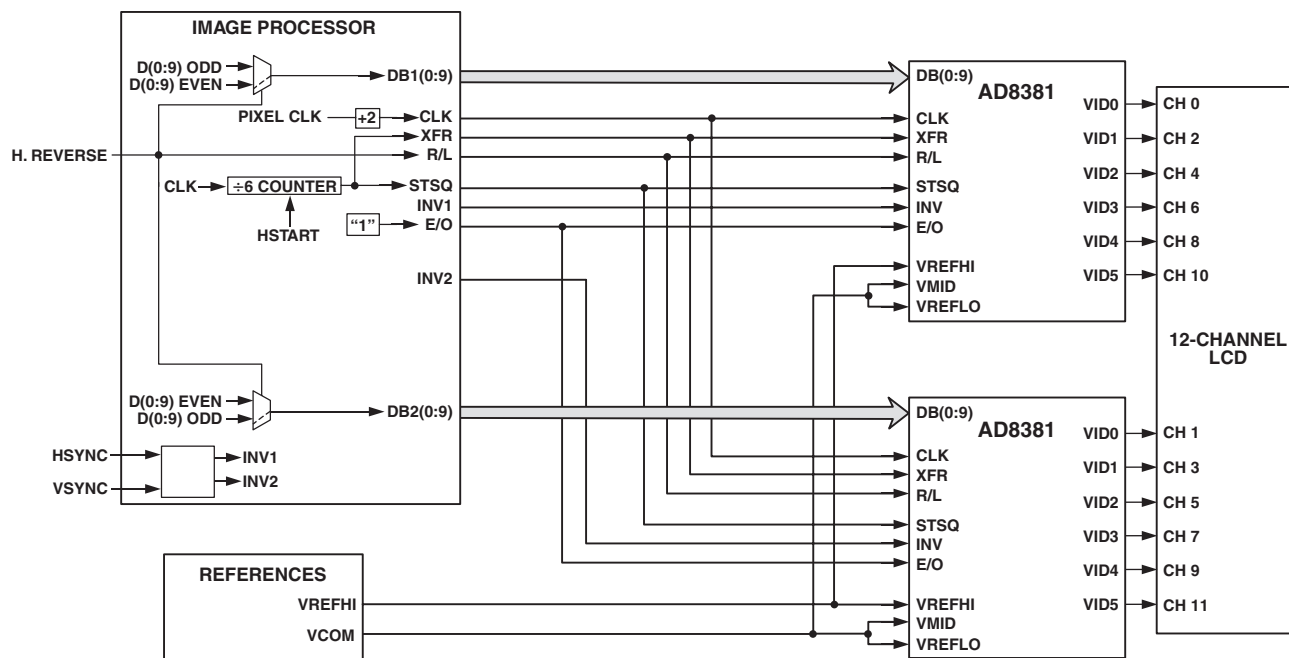 IMAGE PROCESSOR
D(0:9) ODD
D(0:9) EVEN
DB1(0:9)
PIXEL CLK
÷2
CLK
XFR
H. REVERSE
R/L
CLK
÷6 COUNTER
STSQ
INV1
HSTART
"1"
E/O
INV2
D(0:9) EVEN
D(0:9) ODD
DB2(0:9)
HSYNC
VSYNC
INV1
INV2
REFERENCES
VREFHI
VCOM
DB(0:9)
AD8381
CLK
XFR
R/L
STSQ
INV
E/O
VREFHI
VMID
VREFLO
VID0
VID1
VID2
VID3
VID4
VID5
DB(0:9)
AD8381
CLK
XFR
R/L
STSQ
INV
E/O
VREFHI
VMID
VREFLO
VID0
VID1
VID2
VID3
VID4
VID5
CH 0
CH 2
CH 4
CH 6
CH 8
CH 10
12-CHANNEL
LCD
CH 1
CH 3
CH 5
CH 7
CH 9
CH 11